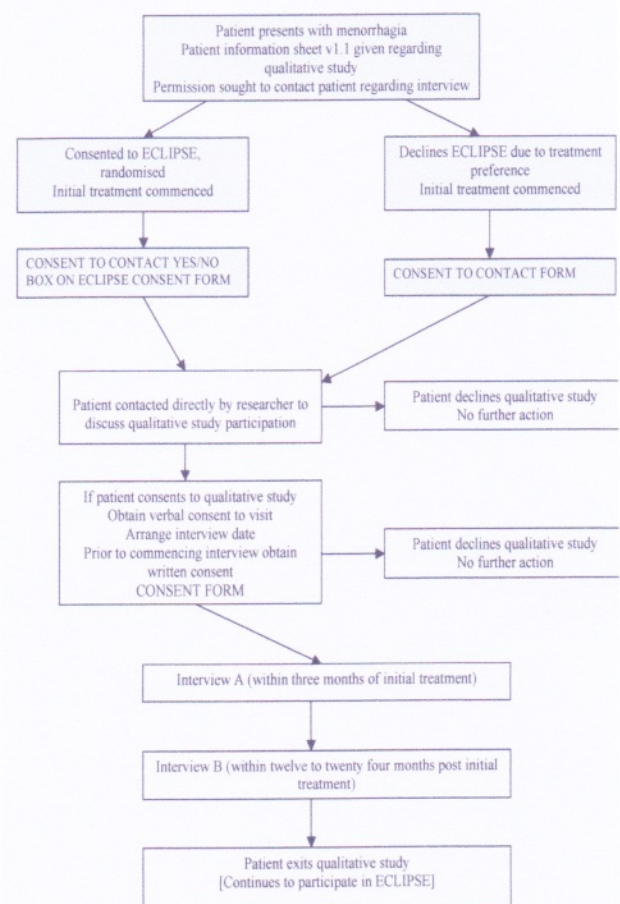 Patient presents with menorrhagia
Patient information sheet v1.1 given regarding
qualitative study
Permission sought to contact patient regarding interview
Consented to ECLIPSE,
randomised
Initial treatment commenced
Declines ECLIPSE due to treatment
preference
Initial treatment commenced
CONSENT TO CONTACT YES/NO
BOX ON ECLIPSE CONSENT FORM
CONSENT TO CONTACT FORM
Patient contacted directly by researcher to
discuss qualitative study participation
Patient declines qualitative study
No further action
If patient consents to qualitative study
Obtain verbal consent to visit
Arrange interview date
Prior to commencing interview obtain
written consent
CONSENT FORM
Patient declines qualitative study
No further action
Interview A (within three months of initial treatment)
Interview B (within twelve to twenty four months post initial
treatment)
Patient exits qualitative study
[Continues to participate in ECLIPSE]